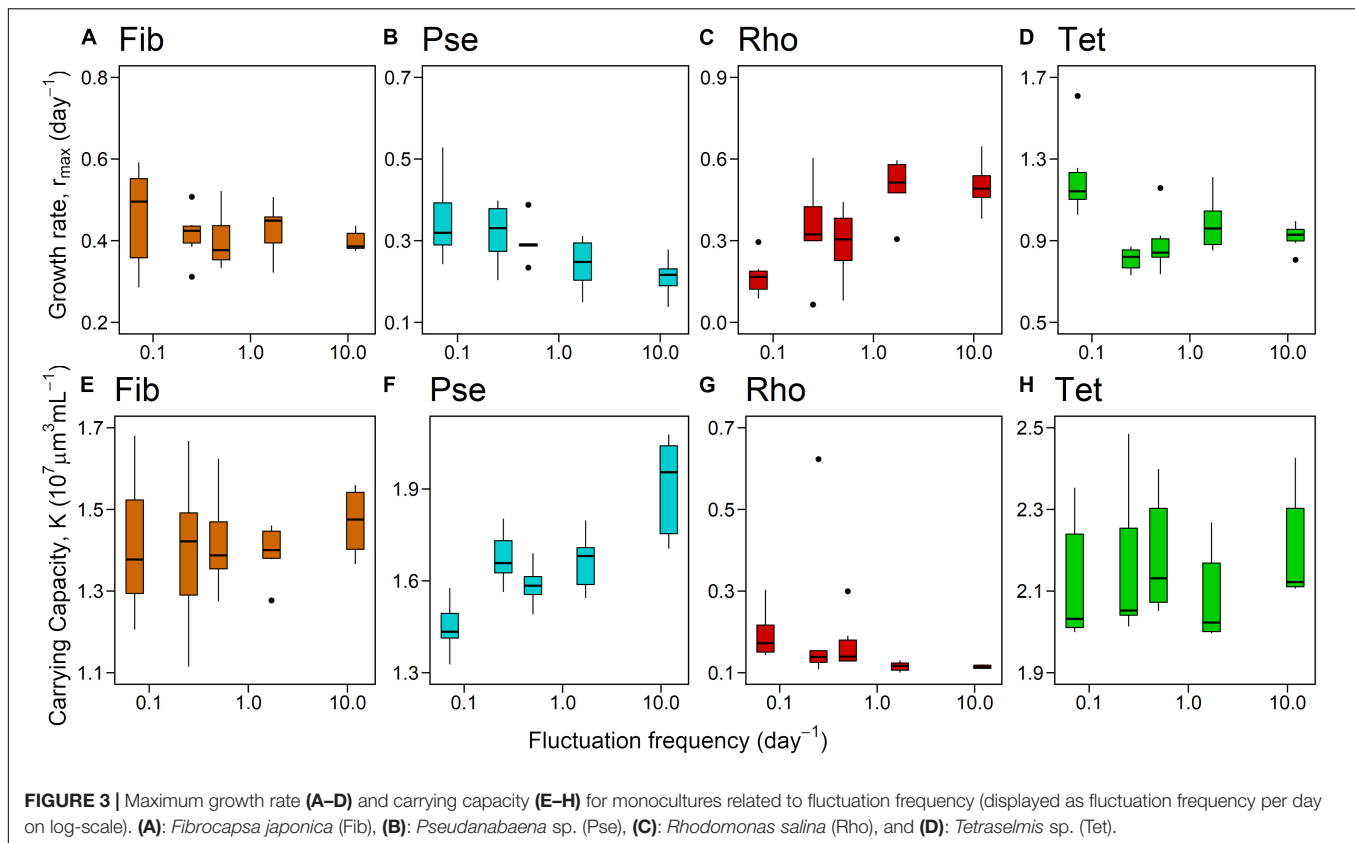 A Fib
B Pse
C Rho
D Tet
Growth rate, r_max (day⁻¹)
0.8
0.6
0.4
0.2
0.7
0.5
0.3
0.1
0.9
0.6
0.3
0.0
1.7
1.3
0.9
0.5
0.1 1.0 10.0
0.1 1.0 10.0
0.1 1.0 10.0
0.1 1.0 10.0
E Fib
F Pse
G Rho
H Tet
Carrying Capacity, K (10⁷ μm³mL⁻¹)
1.7
1.5
1.3
1.1
1.9
1.6
1.3
0.7
0.5
0.3
0.1
2.5
2.3
2.1
1.9
0.1 1.0 10.0
0.1 1.0 10.0
0.1 1.0 10.0
0.1 1.0 10.0
Fluctuation frequency (day⁻¹)
FIGURE 3 | Maximum growth rate (A–D) and carrying capacity (E–H) for monocultures related to fluctuation frequency (displayed as fluctuation frequency per day
on log-scale). (A): Fibrocapsa japonica (Fib), (B): Pseudanabaena sp. (Pse), (C): Rhodomonas salina (Rho), and (D): Tetraselmis sp. (Tet).